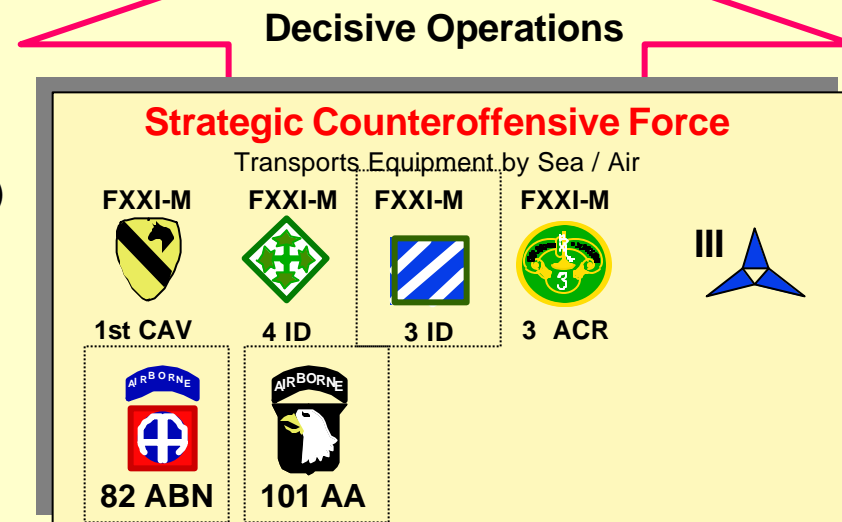 Decisive Operations
Strategic Counteroffensive Force
Transports Equipment by Sea / Air
)
FXXI-M FXXI-M FXXI-M FXXI-M
3
III
1st CAV 4 ID 3 ID 3 ACR
AIRBORNE AIRBORNE
82 ABN 101 AA